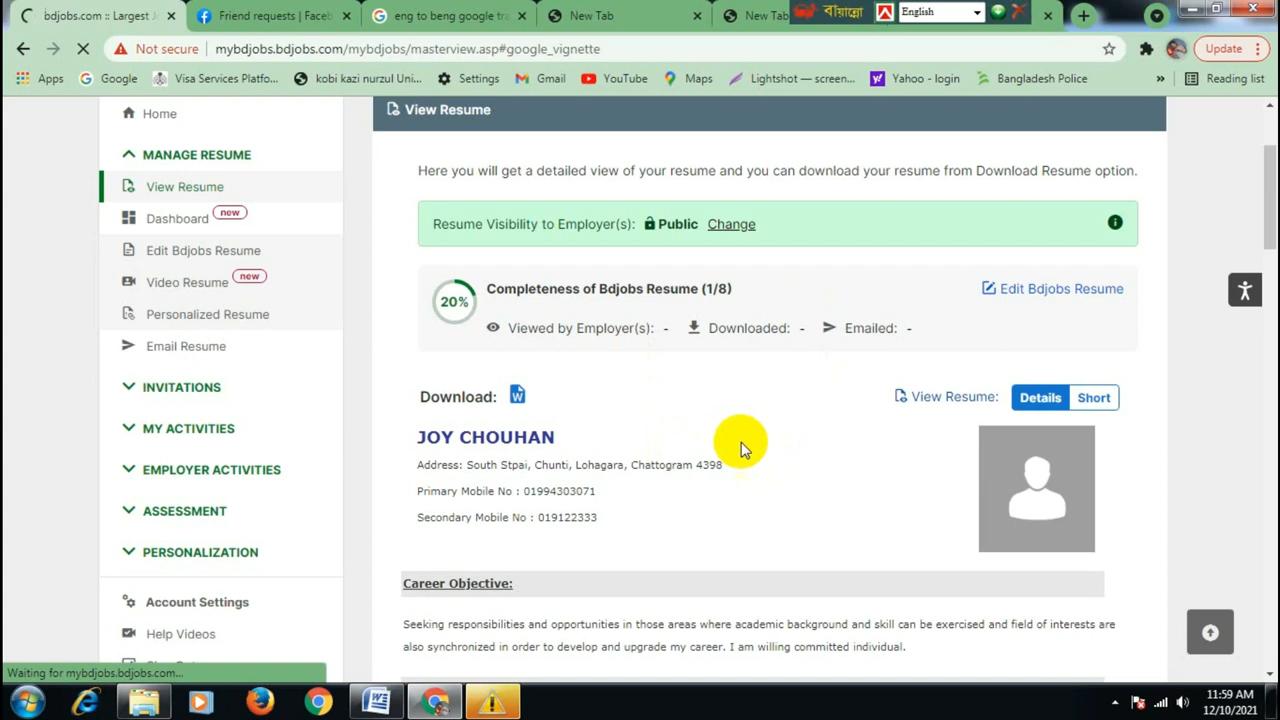 bdjobs.com :: Largest J
Friend requests | Faceb
eng to beng google tra
New Tab
New Tab
বায়ান্নো
English
Not secure
mybdjobs.bdjobs.com/mybdjobs/masterview.asp#google_vignette
Update
Apps
Google
Visa Services Platfo...
kobi kazi nurzul Uni...
Settings
Gmail
YouTube
Maps
Lightshot — screen...
Yahoo - login
Bangladesh Police
»
Reading list
Home
MANAGE RESUME
View Resume
Dashboard new
Edit Bdjobs Resume
Video Resume new
Personalized Resume
Email Resume
INVITATIONS
MY ACTIVITIES
EMPLOYER ACTIVITIES
ASSESSMENT
PERSONALIZATION
Account Settings
Help Videos
View Resume
Here you will get a detailed view of your resume and you can download your resume from Download Resume option.
Resume Visibility to Employer(s): Public Change
20%
Completeness of Bdjobs Resume (1/8)
Edit Bdjobs Resume
Viewed by Employer(s): - Downloaded: - Emailed: -
Download:
View Resume: Details Short
JOY CHOUHAN
Address: South Stpai, Chunti, Lohagara, Chattogram 4398
Primary Mobile No : 01994303071
Secondary Mobile No : 019122333
Career Objective:
Seeking responsibilities and opportunities in those areas where academic background and skill can be exercised and field of interests are
also synchronized in order to develop and upgrade my career. I am willing committed individual.
Waiting for mybdjobs.bdjobs.com...
11:59 AM
12/10/2021